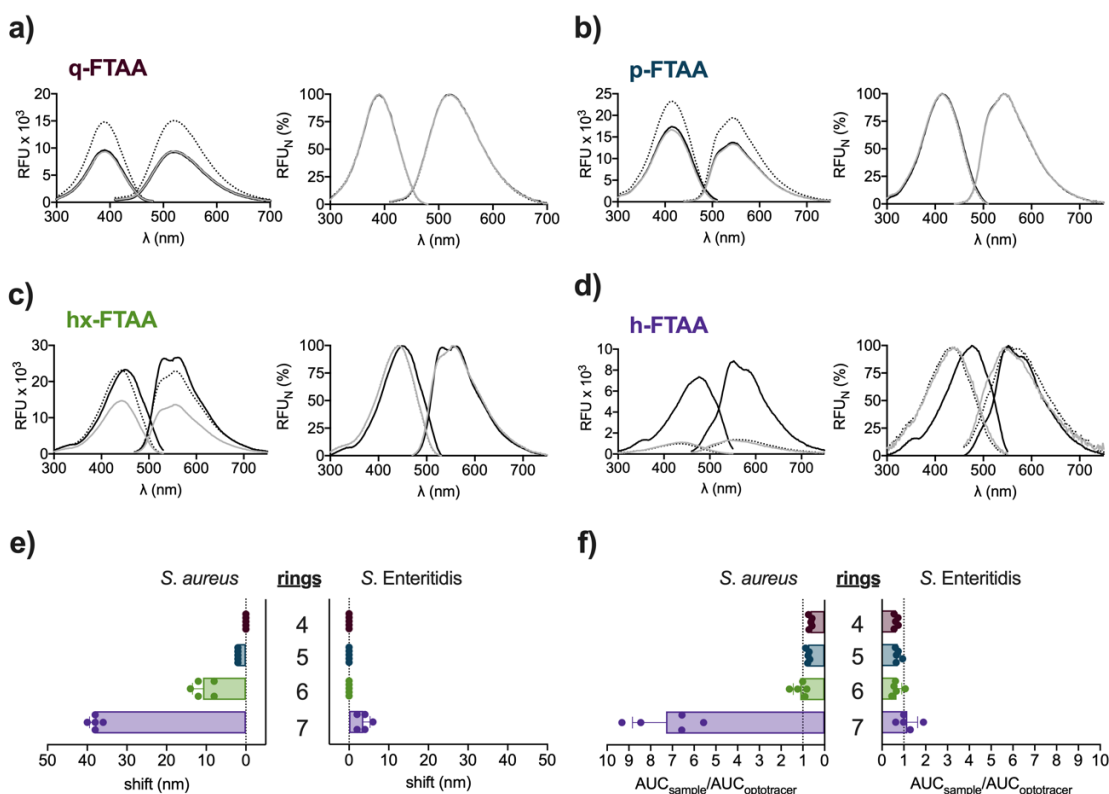 a)
q-FTAA
RFU x 10³
20
15
10
5
0
300 400 500 600 700
λ (nm)
RFU_N (%)
100
75
50
25
0
300 400 500 600 700
λ (nm)
b)
p-FTAA
RFU x 10³
25
20
15
10
5
0
300 400 500 600 700
λ (nm)
RFU_N (%)
100
75
50
25
0
300 400 500 600 700
λ (nm)
c)
hx-FTAA
RFU x 10³
30
20
10
0
300 400 500 600 700
λ (nm)
RFU_N (%)
100
75
50
25
0
300 400 500 600 700
λ (nm)
d)
h-FTAA
RFU x 10³
10
8
6
4
2
0
300 400 500 600 700
λ (nm)
RFU_N (%)
100
75
50
25
0
300 400 500 600 700
λ (nm)
e)
S. aureus rings S. Enteritidis
4
5
6
7
50 40 30 20 10 0
shift (nm)
0 10 20 30 40 50
shift (nm)
f)
S. aureus rings S. Enteritidis
4
5
6
7
10 9 8 7 6 5 4 3 2 1 0
AUC_sample/AUC_optotracer
0 1 2 3 4 5 6 7 8 9 10
AUC_sample/AUC_optotracer